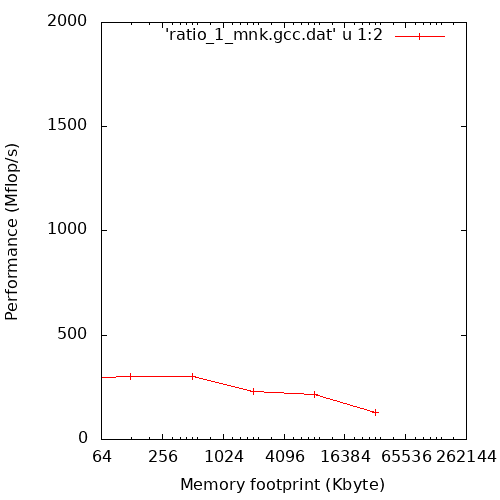 2000
'ratio_1_mnk.gcc.dat' u 1:2
1500
1000
500
0
Performance (Mflop/s)
64 256 1024 4096 16384 65536 262144
Memory footprint (Kbyte)